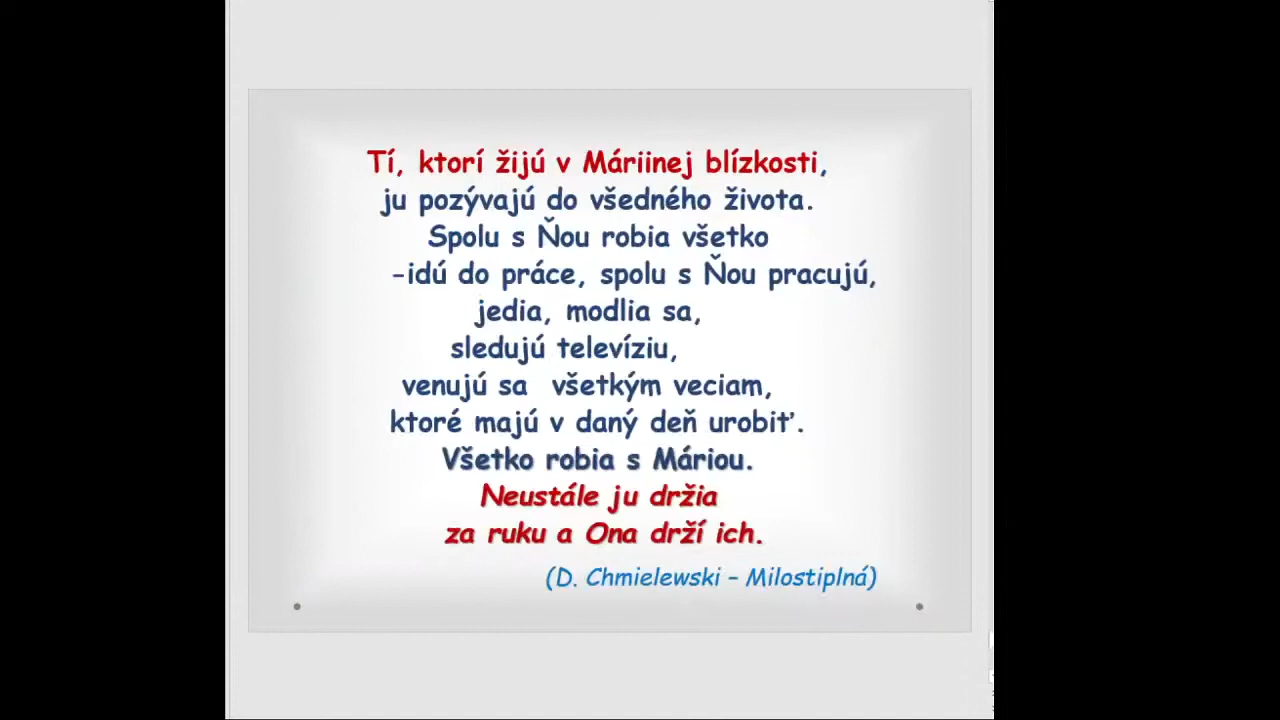 Tí, ktorí žijú v Máriinej blízkosti,
ju pozývajú do všedného života.
Spolu s Ňou robia všetko
-idú do práce, spolu s Ňou pracujú,
jedia, modlia sa,
sledujú televíziu,
venujú sa všetkým veciam,
ktoré majú v daný deň urobiť.
Všetko robia s Máriou.
Neustále ju držia
za ruku a Ona drží ich.
(D. Chmielewski – Milostiplná)